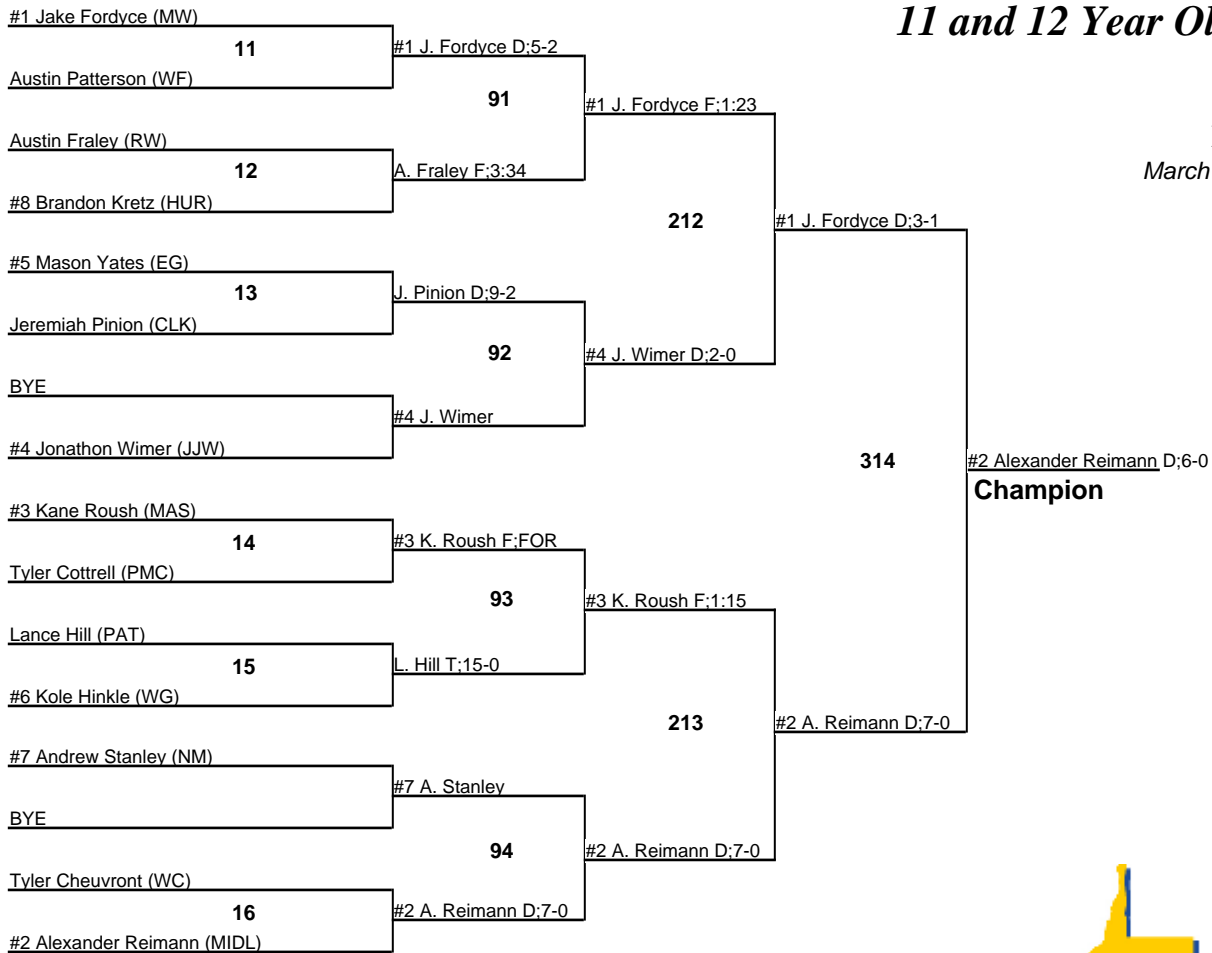 #1 Jake Fordyce (MW)
11 and 12 Year
11
#1 J. Fordyce D;5-2
Austin Patterson (WF)
91
#1 J. Fordyce F;1:23
Austin Fraley (RW)
12
A. Fraley F;3:34
March
#8 Brandon Kretz (HUR)
212
#1 J. Fordyce D;3-1
#5 Mason Yates (EG)
13
J. Pinion D;9-2
Jeremiah Pinion (CLK)
92
#4 J. Wimer D;2-0
BYE
#4 J. Wimer
#4 Jonathon Wimer (JJW)
314
#2 Alexander Reimann D;6-0
Champion
#3 Kane Roush (MAS)
14
#3 K. Roush F;FOR
Tyler Cottrell (PMC)
93
#3 K. Roush F;1:15
Lance Hill (PAT)
15
L. Hill T;15-0
#6 Kole Hinkle (WG)
213
#2 A. Reimann D;7-0
#7 Andrew Stanley (NM)
#7 A. Stanley
BYE
94
#2 A. Reimann D;7-0
Tyler Cheuvront (WC)
16
#2 A. Reimann D;7-0
#2 Alexander Reimann (MIDL)